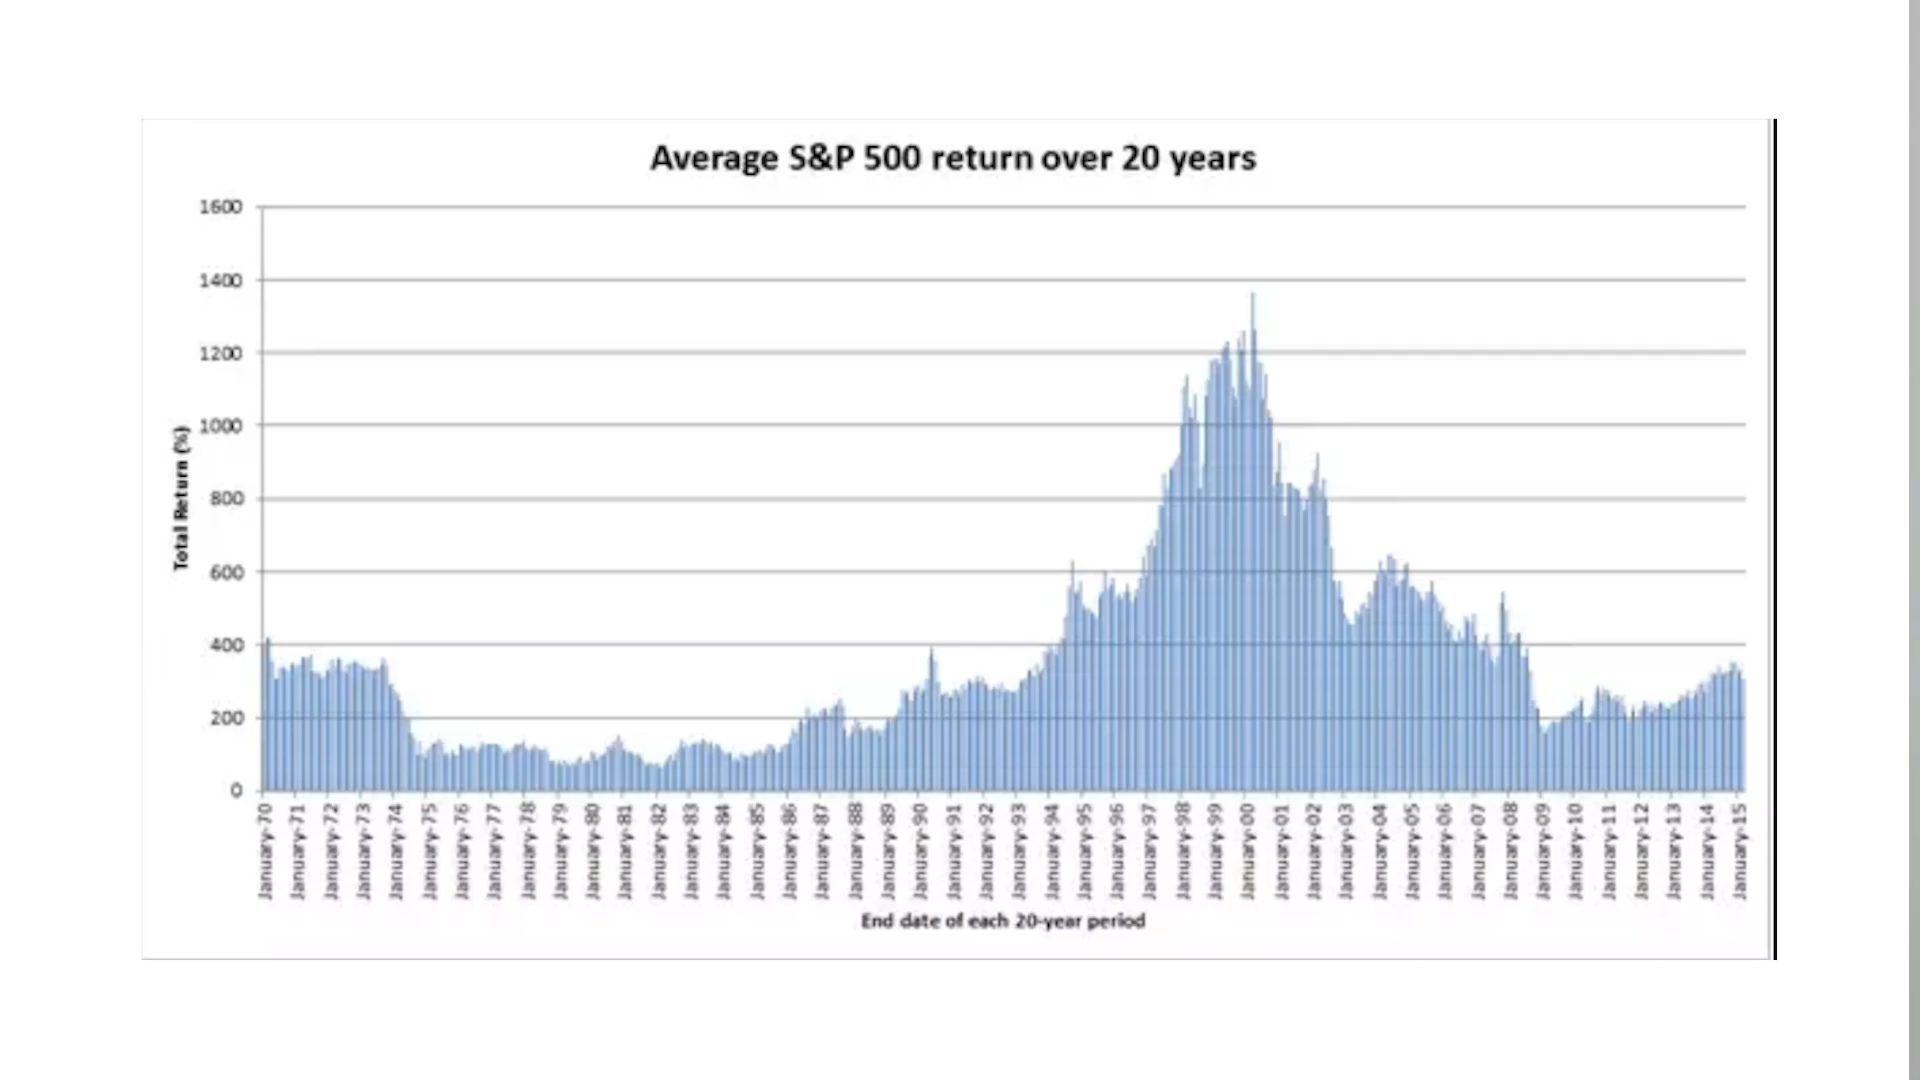 Average S&P 500 return over 20 years
Total Return (%)
1600
1400
1200
1000
800
600
400
200
0
January-70
January-71
January-72
January-73
January-74
January-75
January-76
January-77
January-78
January-79
January-80
January-81
January-82
January-83
January-84
January-85
January-86
January-87
January-88
January-89
January-90
January-91
January-92
January-93
January-94
January-95
January-96
January-97
January-98
January-99
January-00
January-01
January-02
January-03
January-04
January-05
January-06
January-07
January-08
January-09
January-10
January-11
January-12
January-13
January-14
January-15
End date of each 20-year period